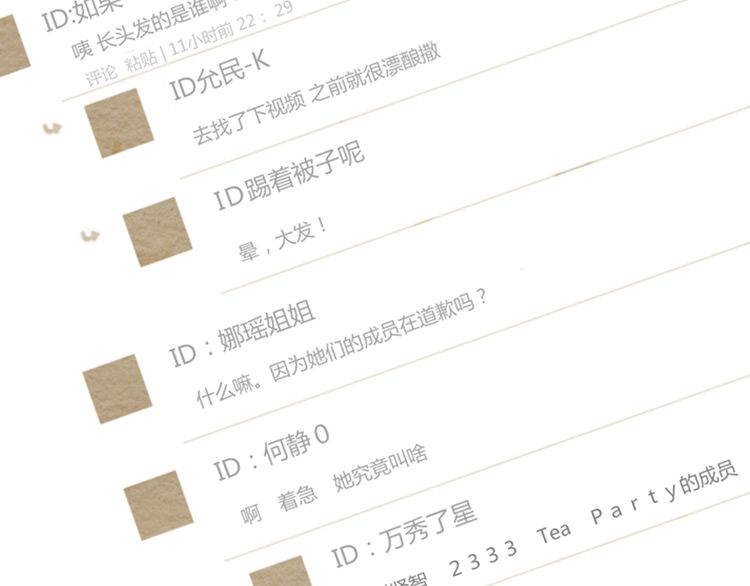 ID:如果
咦 长头发的是谁啊
评论 粘贴 | 11小时前 22：29
ID允民-K
去找了下视频 之前就很漂酿撒
ID踢着被子呢
晕，大发！
ID：娜瑶姐姐
什么嘛。因为她们的成员在道歉吗？
ID：何静0
啊 着急 她究竟叫啥
ID：万秀了星
贤智 2333 Tea Party的成员